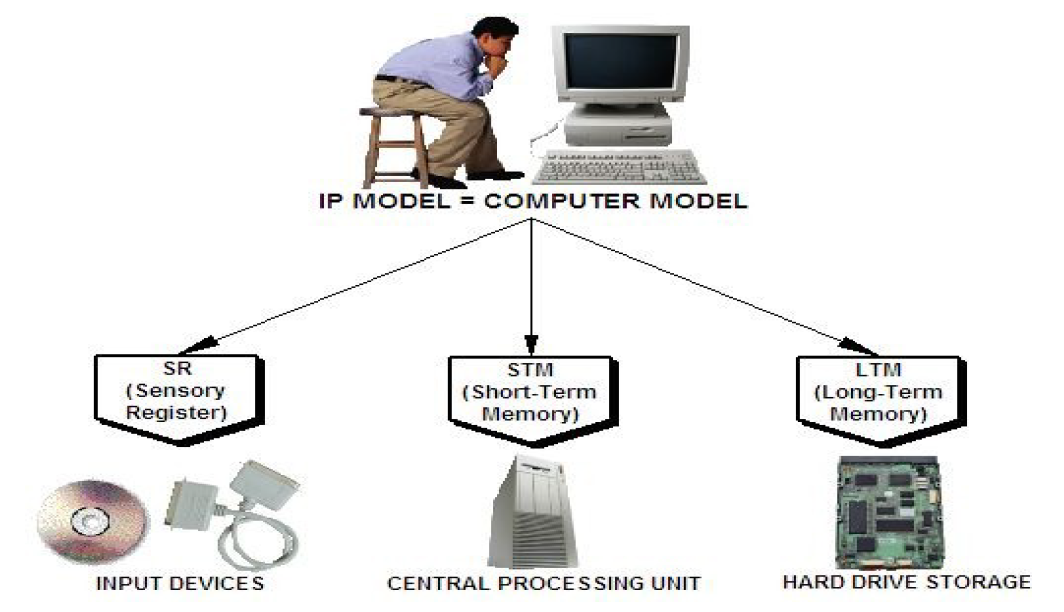 IP MODEL = COMPUTER MODEL
SR
(Sensory
Register)
STM
(Short-Term
Memory)
LTM
(Long-Term
Memory)
INPUT DEVICES
CENTRAL PROCESSING UNIT
HARD DRIVE STORAGE